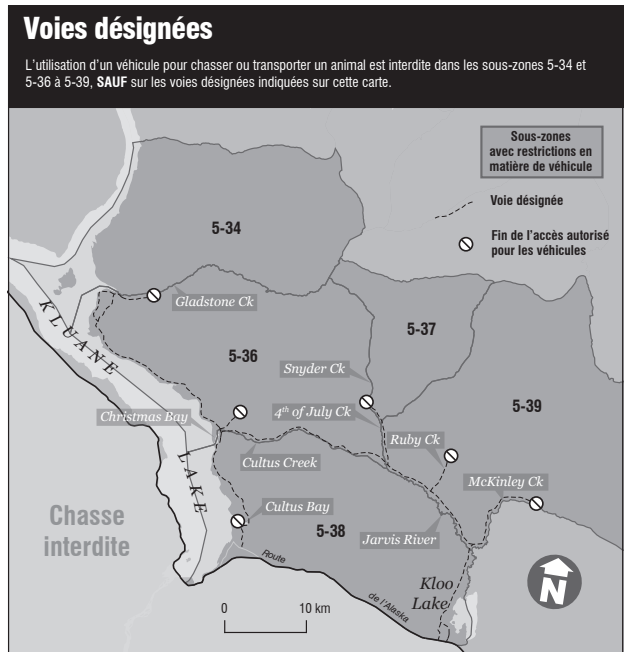 Voies désignées
L'utilisation d'un véhicule pour chasser ou transporter un animal est interdite dans les sous-zones 5-34 et
5-36 à 5-39, SAUF sur les voies désignées indiquées sur cette carte.
Sous-zones
avec restrictions en
matière de véhicule
Voie désignée
Fin de l'accès autorisé
pour les véhicules
5-34
Gladstone Ck
KLUANE
LAKE
5-37
5-36
Snyder Ck
5-39
4th of July Ck
Christmas Bay
Ruby Ck
Cultus Creek
McKinley Ck
Cultus Bay
Chasse
interdite
5-38
Jarvis River
Route
de l'Alaska
Kloo
Lake
0 10 km
N